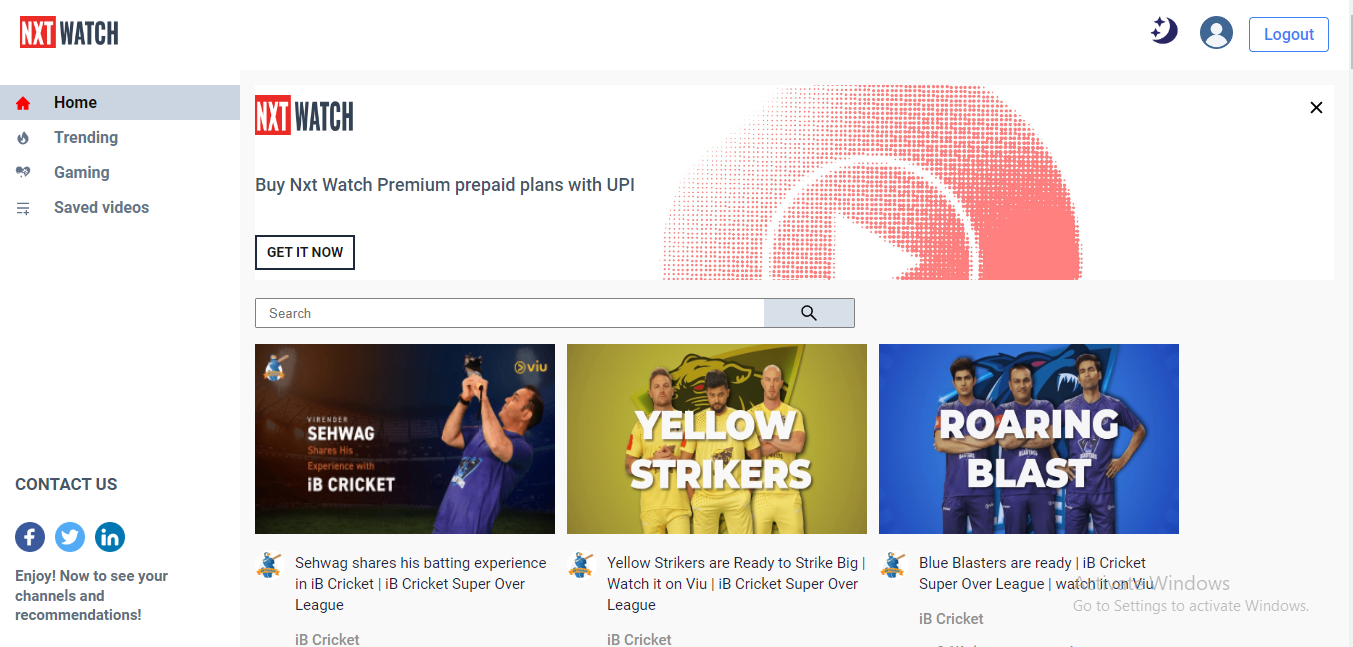 NXT WATCH
Logout
Home
Trending
Gaming
Saved videos
NXT WATCH
Buy Nxt Watch Premium prepaid plans with UPI
GET IT NOW
Search
viu
VIRENDER
SEHWAG
Shares His
Experience with
iB CRICKET
YELLOW
STRIKERS
ROARING
BLAST
Sehwag shares his batting experience
in iB Cricket | iB Cricket Super Over
League
iB Cricket
Yellow Strikers are Ready to Strike Big |
Watch it on Viu | iB Cricket Super Over
League
iB Cricket
Blue Blasters are ready | iB Cricket
Super Over League | watch it on Viu
iB Cricket
CONTACT US
Enjoy! Now to see your
channels and
recommendations!
Activate Windows
Go to Settings to activate Windows.